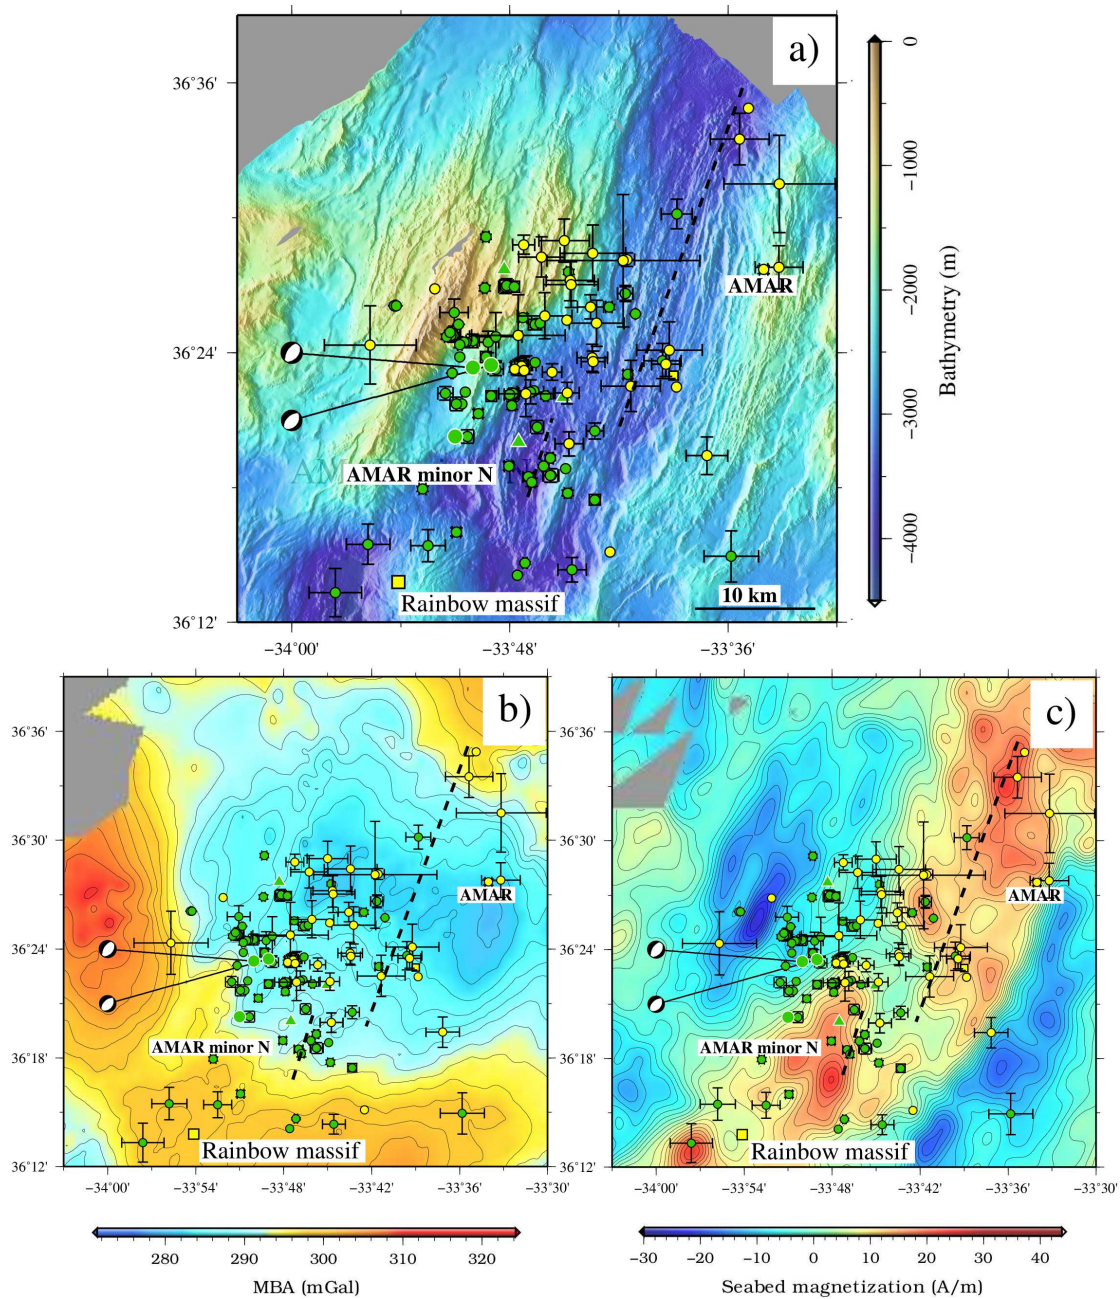 a)
36°36'
36°24'
36°12'
−34°00'
−33°48'
−33°36'
AMAR
AMAR minor N
Rainbow massif
10 km
0
−1000
−2000
−3000
−4000
Bathymetry (m)
b)
36°36'
36°30'
36°24'
36°18'
36°12'
AMAR
AMAR minor N
Rainbow massif
−34°00'
−33°54'
−33°48'
−33°42'
−33°36'
−33°30'
280
300
310
320
MBA (mGal)
c)
36°36'
36°30'
36°24'
36°18'
36°12'
AMAR
AMAR minor N
Rainbow massif
−34°00'
−33°54'
−33°48'
−33°42'
−33°36'
−33°30'
−30
−20
−10
0
10
20
30
40
Seabed magnetization (A/m)